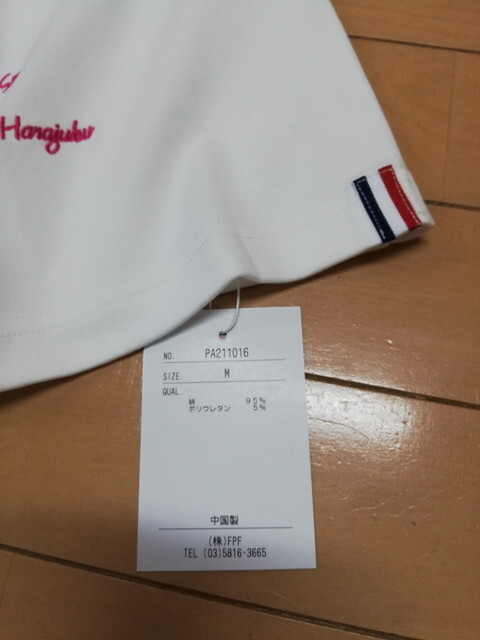 Harajuku
NO. PA211016
SIZE. M
QUAL.
綿 95%
ポリウレタン 5%
中国製
(株)FPF
TEL (03)5816-3665